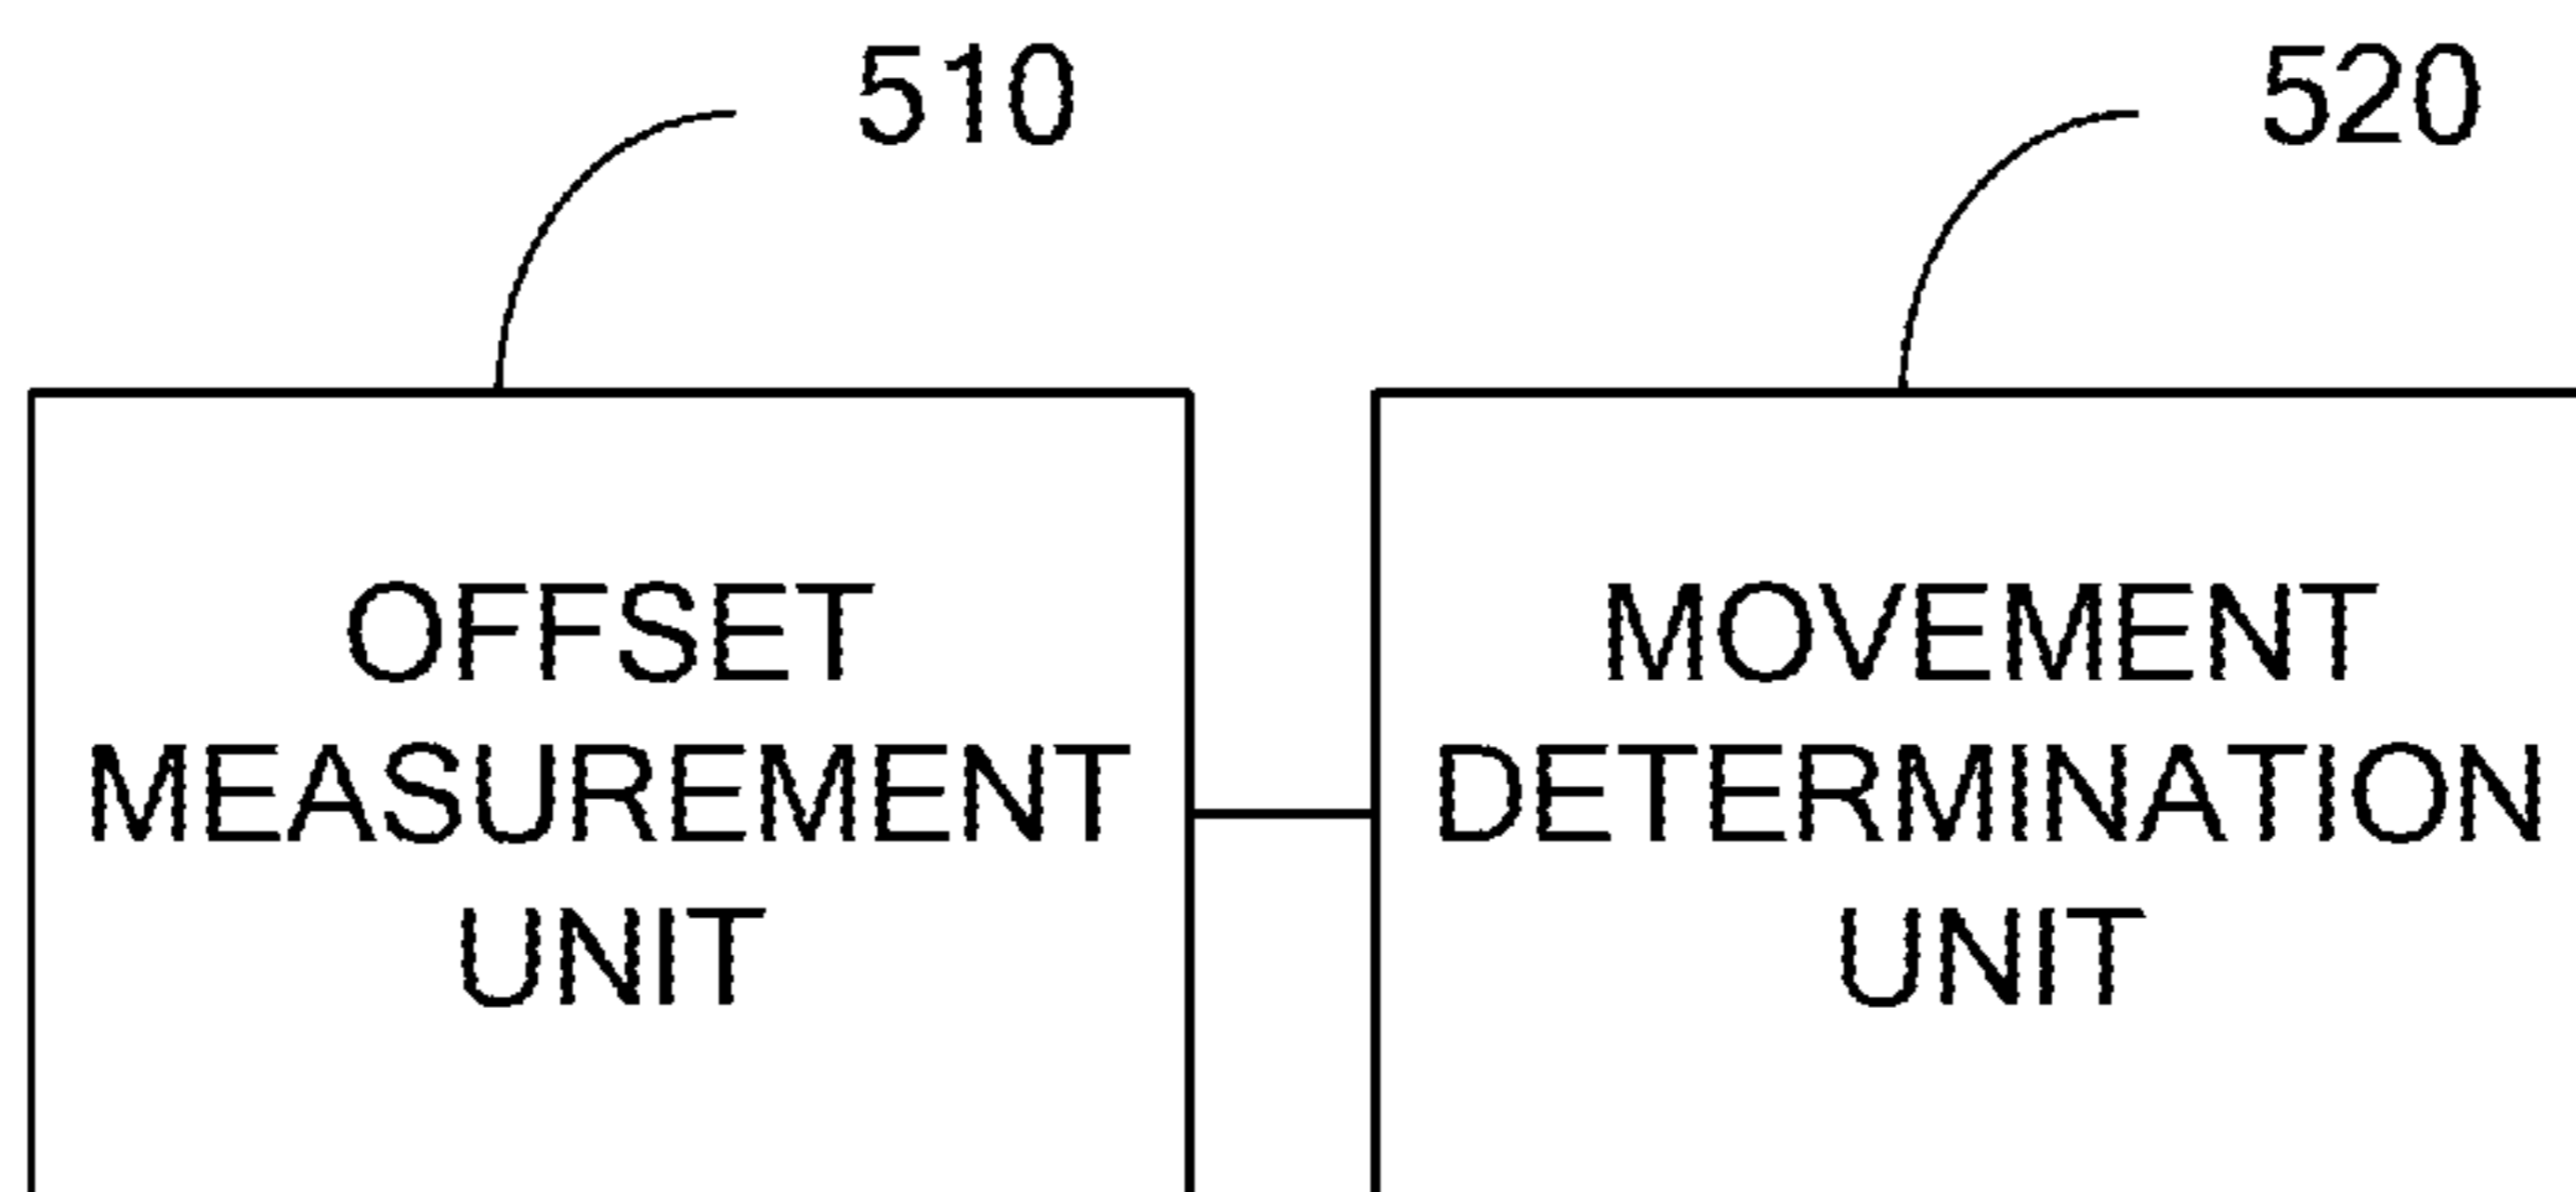 510
520
OFFSET
MEASUREMENT
UNIT
MOVEMENT
DETERMINATION
UNIT